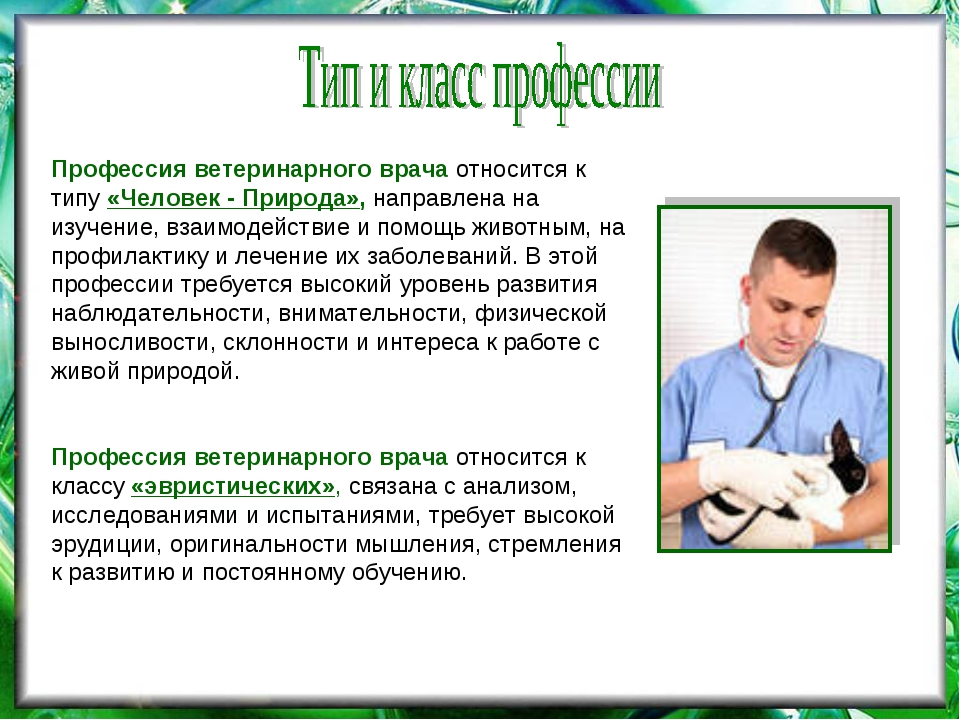 Тип и класс профессии
Профессия ветеринарного врача относится к
типу «Человек - Природа», направлена на
изучение, взаимодействие и помощь животным, на
профилактику и лечение их заболеваний. В этой
профессии требуется высокий уровень развития
наблюдательности, внимательности, физической
выносливости, склонности и интереса к работе с
живой природой.
Профессия ветеринарного врача относится к
классу «эвристических», связана с анализом,
исследованиями и испытаниями, требует высокой
эрудиции, оригинальности мышления, стремления
к развитию и постоянному обучению.